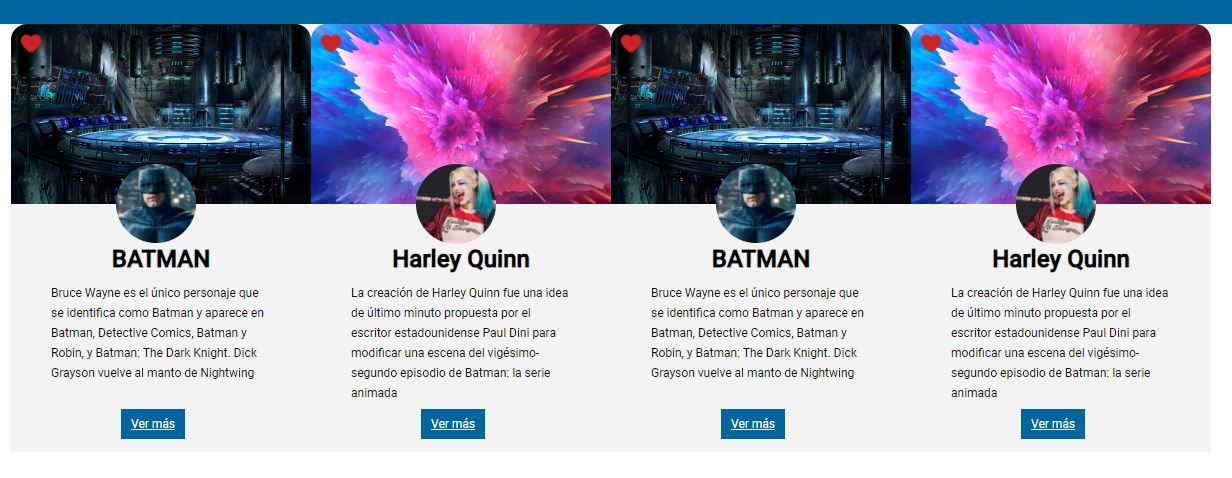 BATMAN
Bruce Wayne es el único personaje que
se identifica como Batman y aparece en
Batman, Detective Comics, Batman y
Robin, y Batman: The Dark Knight. Dick
Grayson vuelve al manto de Nightwing
Ver más
Harley Quinn
La creación de Harley Quinn fue una idea
de último minuto propuesta por el
escritor estadounidense Paul Dini para
modificar una escena del vigésimo-
segundo episodio de Batman: la serie
animada
Ver más
BATMAN
Bruce Wayne es el único personaje que
se identifica como Batman y aparece en
Batman, Detective Comics, Batman y
Robin, y Batman: The Dark Knight. Dick
Grayson vuelve al manto de Nightwing
Ver más
Harley Quinn
La creación de Harley Quinn fue una idea
de último minuto propuesta por el
escritor estadounidense Paul Dini para
modificar una escena del vigésimo-
segundo episodio de Batman: la serie
animada
Ver más